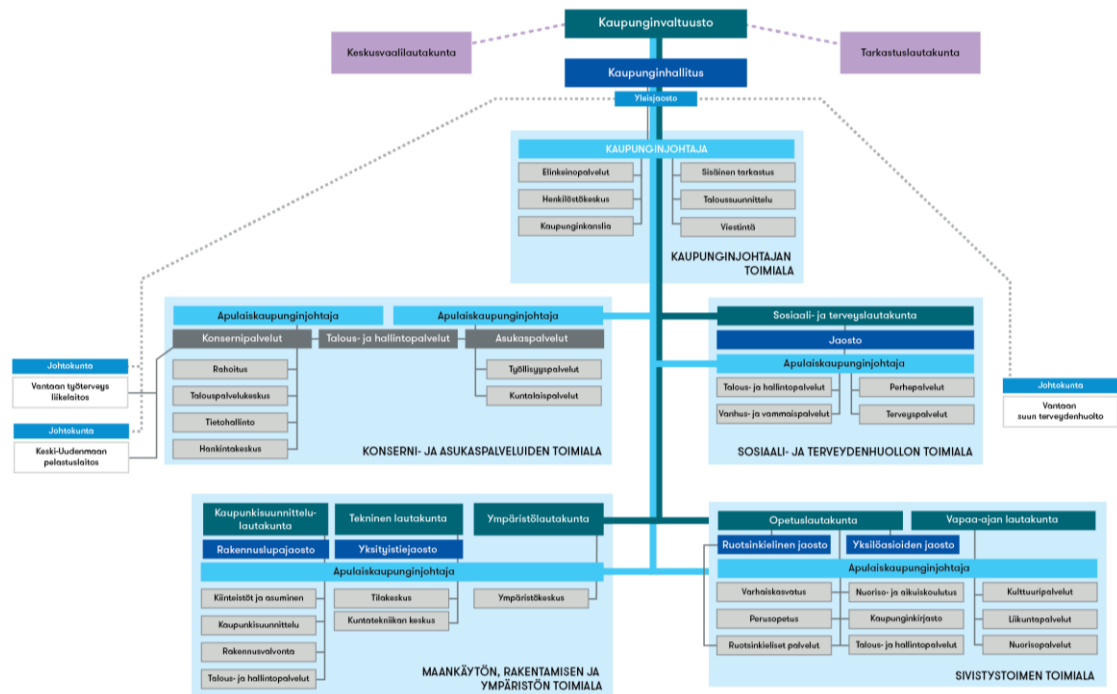 Kaupunginvaltuusto
Keskusvaalilautakunta
Tarkastuslautakunta
Kaupunginhallitus
Yleisjaosto
KAUPUNGINJOHTAJA
Elinkeinopalvelut
Sisäinen tarkastus
Henkilöstökeskus
Taloussuunnittelu
Kaupunginkanslia
Viestintä
KAUPUNGINJOHTAJAN
TOIMIALA
Apulaiskaupunginjohtaja
Apulaiskaupunginjohtaja
Konsernipalvelut
Talous- ja hallintopalvelut
Asukaspalvelut
Rahoitus
Työllisyyspalvelut
Talouspalvelukeskus
Kuntalaispalvelut
Tietohallinto
Hankintakeskus
KONSERNI- JA ASUKASPALVELUIDEN TOIMIALA
Johtokunta
Vantaan työterveys
liikelaitos
Johtokunta
Keski-Uudenmaan
pelastuslaitos
Sosiaali- ja terveyslautakunta
Jaosto
Apulaiskaupunginjohtaja
Talous- ja hallintopalvelut
Perhepalvelut
Vanhus- ja vammaispalvelut
Terveyspalvelut
SOSIAALI- JA TERVEYDENHUOLLON TOIMIALA
Johtokunta
Vantaan
suun terveydenhuolto
Kaupunkisuunnittelu-
lautakunta
Tekninen lautakunta
Ympäristölautakunta
Rakennuslupajaosto
Yksityistiejaosto
Apulaiskaupunginjohtaja
Kiinteistöt ja asuminen
Tilakeskus
Ympäristökeskus
Kaupunkisuunnittelu
Kuntatekniikan keskus
Rakennusvalvonta
Talous- ja hallintopalvelut
MAANKÄYTÖN, RAKENTAMISEN JA
YMPÄRISTÖN TOIMIALA
Opetuslautakunta
Vapaa-ajan lautakunta
Ruotsinkielinen jaosto
Yksilöasioiden jaosto
Apulaiskaupunginjohtaja
Varhaiskasvatus
Nuoriso- ja aikuiskoulutus
Kulttuuripalvelut
Perusopetus
Kaupunginkirjasto
Liikuntapalvelut
Ruotsinkieliset palvelut
Talous- ja hallintopalvelut
Nuorisopalvelut
SIVISTYSTOIMEN TOIMIALA